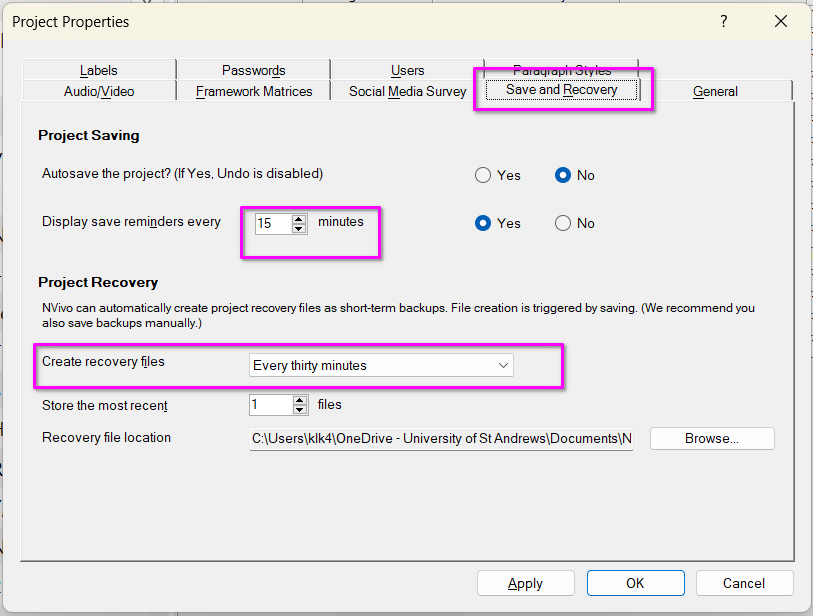 Project Properties
?
Labels Passwords Users Paragraph Styles
Audio/Video Framework Matrices Social Media Survey Save and Recovery General
Project Saving
Autosave the project? (If Yes, Undo is disabled) Yes No
Display save reminders every 15 minutes Yes No
Project Recovery
NVivo can automatically create project recovery files as short-term backups. File creation is triggered by saving. (We recommend you
also save backups manually.)
Create recovery files Every thirty minutes
Store the most recent 1 files
Recovery file location C:\Users\klk4\OneDrive - University of St Andrews\Documents\N Browse...
Apply OK Cancel